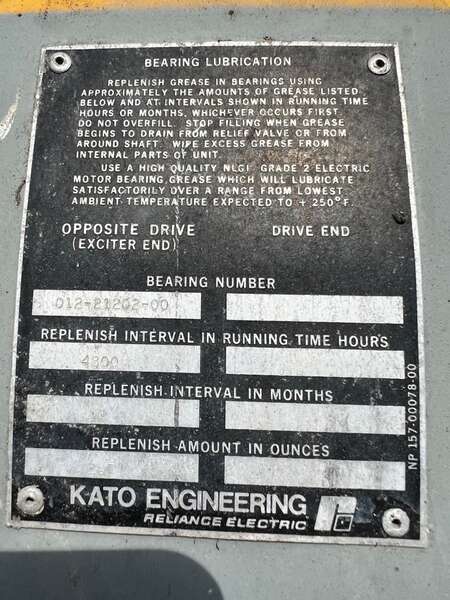 BEARING LUBRICATION
REPLENISH GREASE IN BEARINGS USING
APPROXIMATELY THE AMOUNTS OF GREASE LISTED
BELOW AND AT INTERVALS SHOWN IN RUNNING TIME
HOURS OR MONTHS, WHICHEVER OCCURS FIRST.
DO NOT OVERFILL. STOP FILLING WHEN GREASE
BEGINS TO DRAIN FROM RELIEF VALVE OR FROM
AROUND SHAFT. WIPE EXCESS GREASE FROM
INTERNAL PARTS OF UNIT.
USE A HIGH QUALITY NLGI GRADE 2 ELECTRIC
MOTOR BEARING GREASE WHICH WILL LUBRICATE
SATISFACTORILY OVER A RANGE FROM LOWEST
AMBIENT TEMPERATURE EXPECTED TO + 250°F.
OPPOSITE DRIVE DRIVE END
(EXCITER END)
BEARING NUMBER
012-21202-00
REPLENISH INTERVAL IN RUNNING TIME HOURS
REPLENISH INTERVAL IN MONTHS
REPLENISH AMOUNT IN OUNCES
NP 157-00078-00
KATO ENGINEERING
RELIANCE ELECTRIC